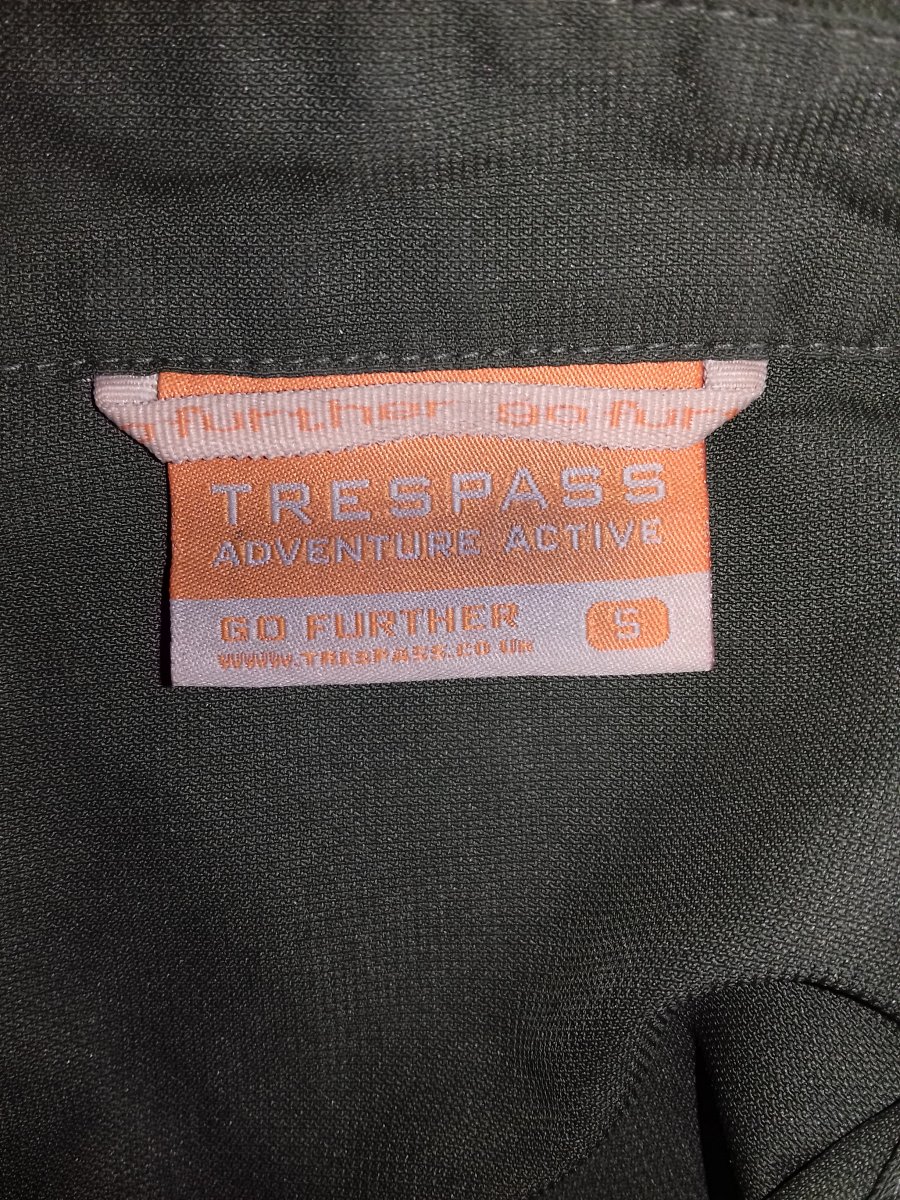 further go fur
TRESPASS
ADVENTURE ACTIVE
GO FURTHER
S
WWW.TRESPASS.CO.UK